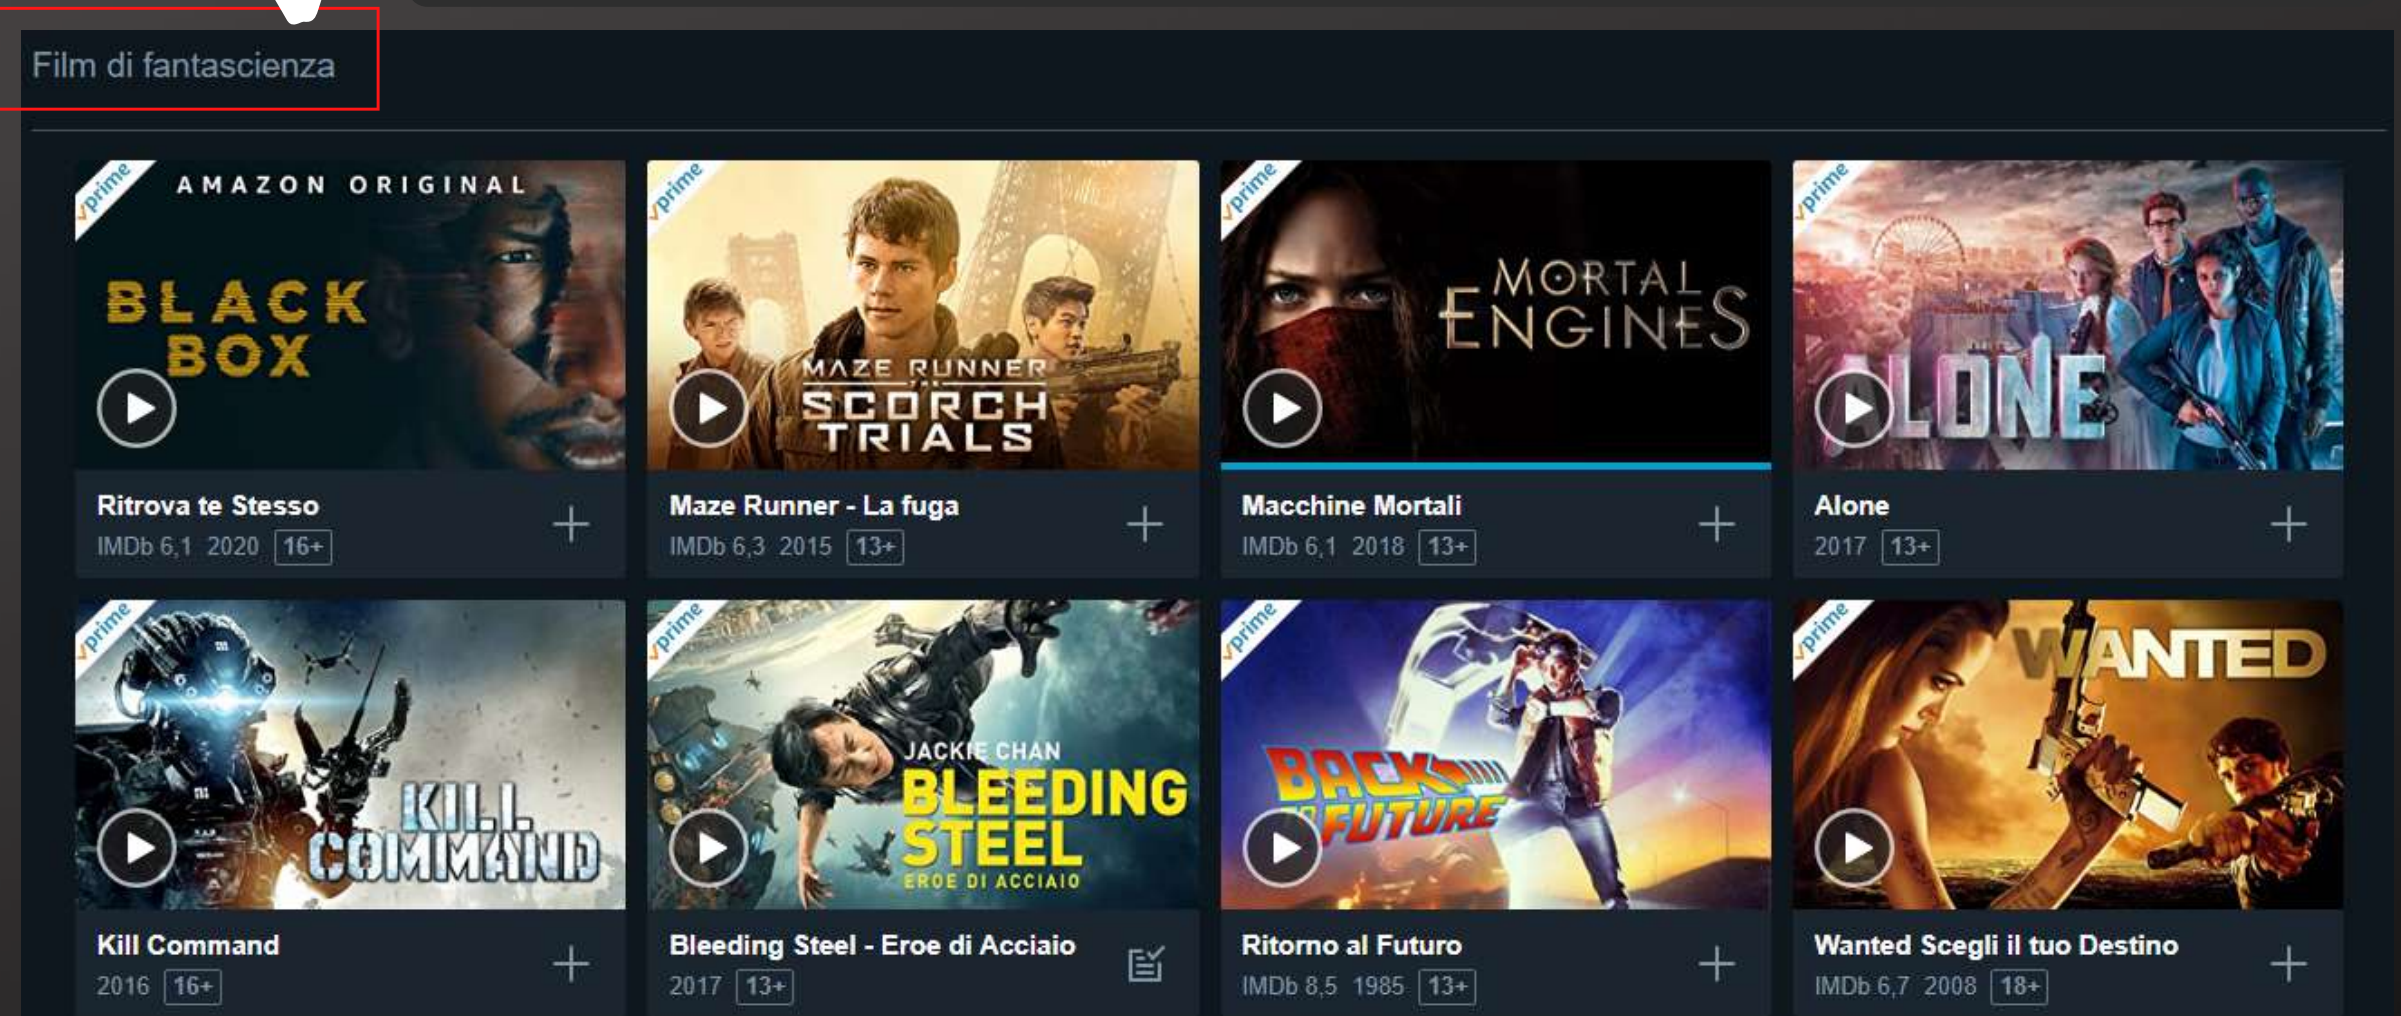 Film di fantascienza
prime
AMAZON ORIGINAL
BLACK
BOX
Ritrova te Stesso
IMDb 6,1 2020 16+
prime
MAZE RUNNER
THE
SCORCH
TRIALS
Maze Runner - La fuga
IMDb 6,3 2015 13+
prime
MORTAL
ENGINES
Macchine Mortali
IMDb 6,1 2018 13+
prime
ALONE
Alone
2017 13+
prime
KILL
COMMAND
Kill Command
2016 16+
prime
JACKIE CHAN
BLEEDING
STEEL
EROE DI ACCIAIO
Bleeding Steel - Eroe di Acciaio
2017 13+
prime
BACK
TO FUTURE
Ritorno al Futuro
IMDb 8,5 1985 13+
prime
WANTED
Wanted Scegli il tuo Destino
IMDb 6,7 2008 18+